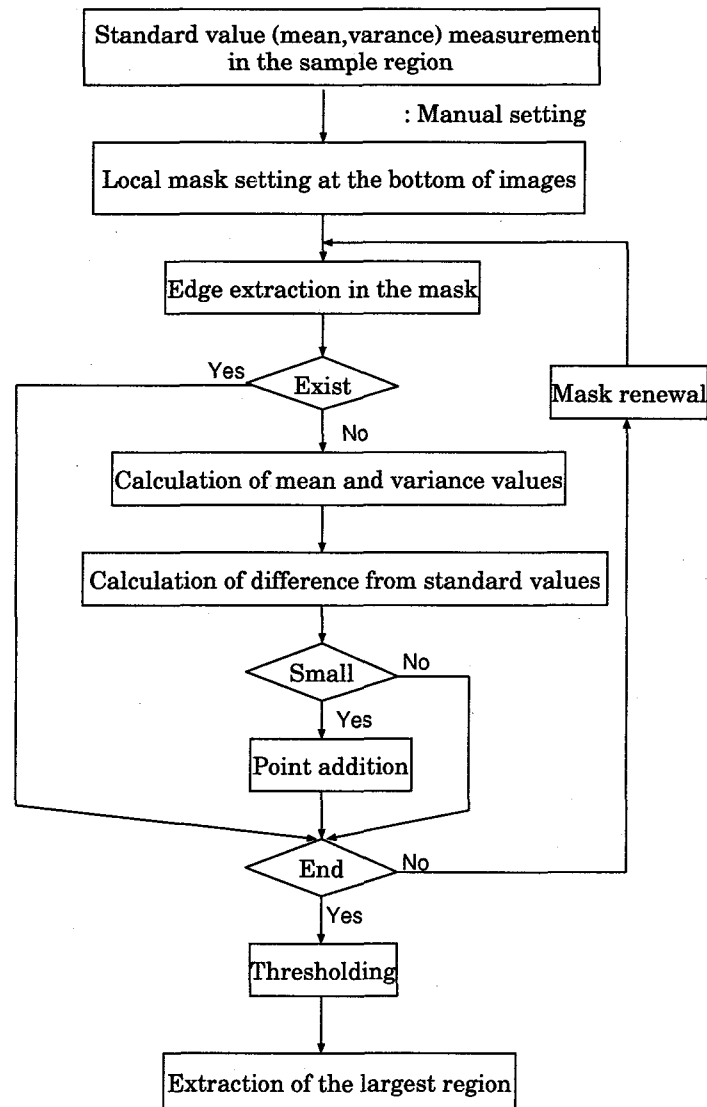 Standard value (mean,varance) measurement
in the sample region
: Manual setting
Local mask setting at the bottom of images
Edge extraction in the mask
Yes
Exist
Mask renewal
No
Calculation of mean and variance values
Calculation of difference from standard values
Small
No
Yes
Point addition
End
No
Yes
Thresholding
Extraction of the largest region